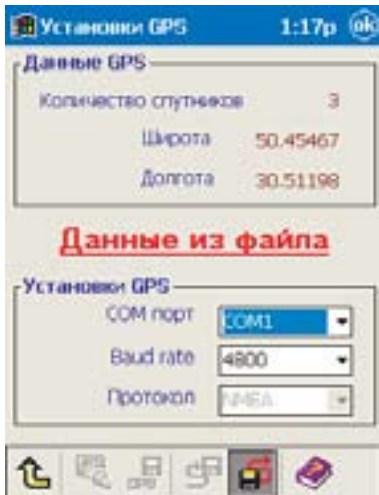 Установки GPS 1:17p ok
Данные GPS
Количество спутников 3
Широта 50.45467
Долгота 30.51198
Данные из файла
Установки GPS
COM порт COM1
Baud rate 4800
Протокол NMEA